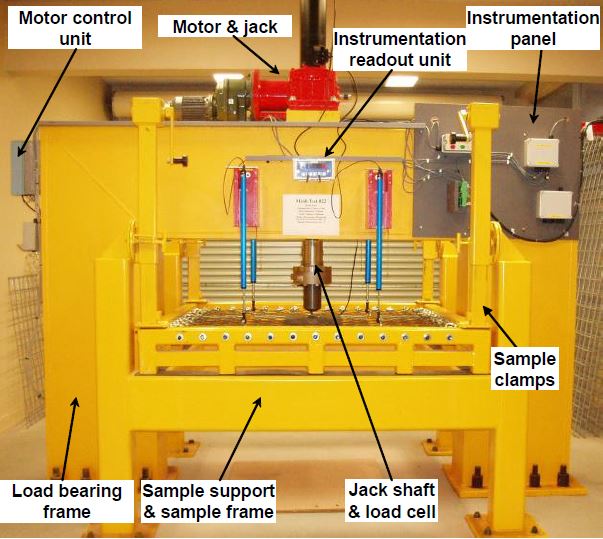 Motor control
unit
Motor & jack
Instrumentation
readout unit
Instrumentation
panel
Mesh Test 022
Sample
clamps
Load bearing
frame
Sample support
& sample frame
Jack shaft
& load cell